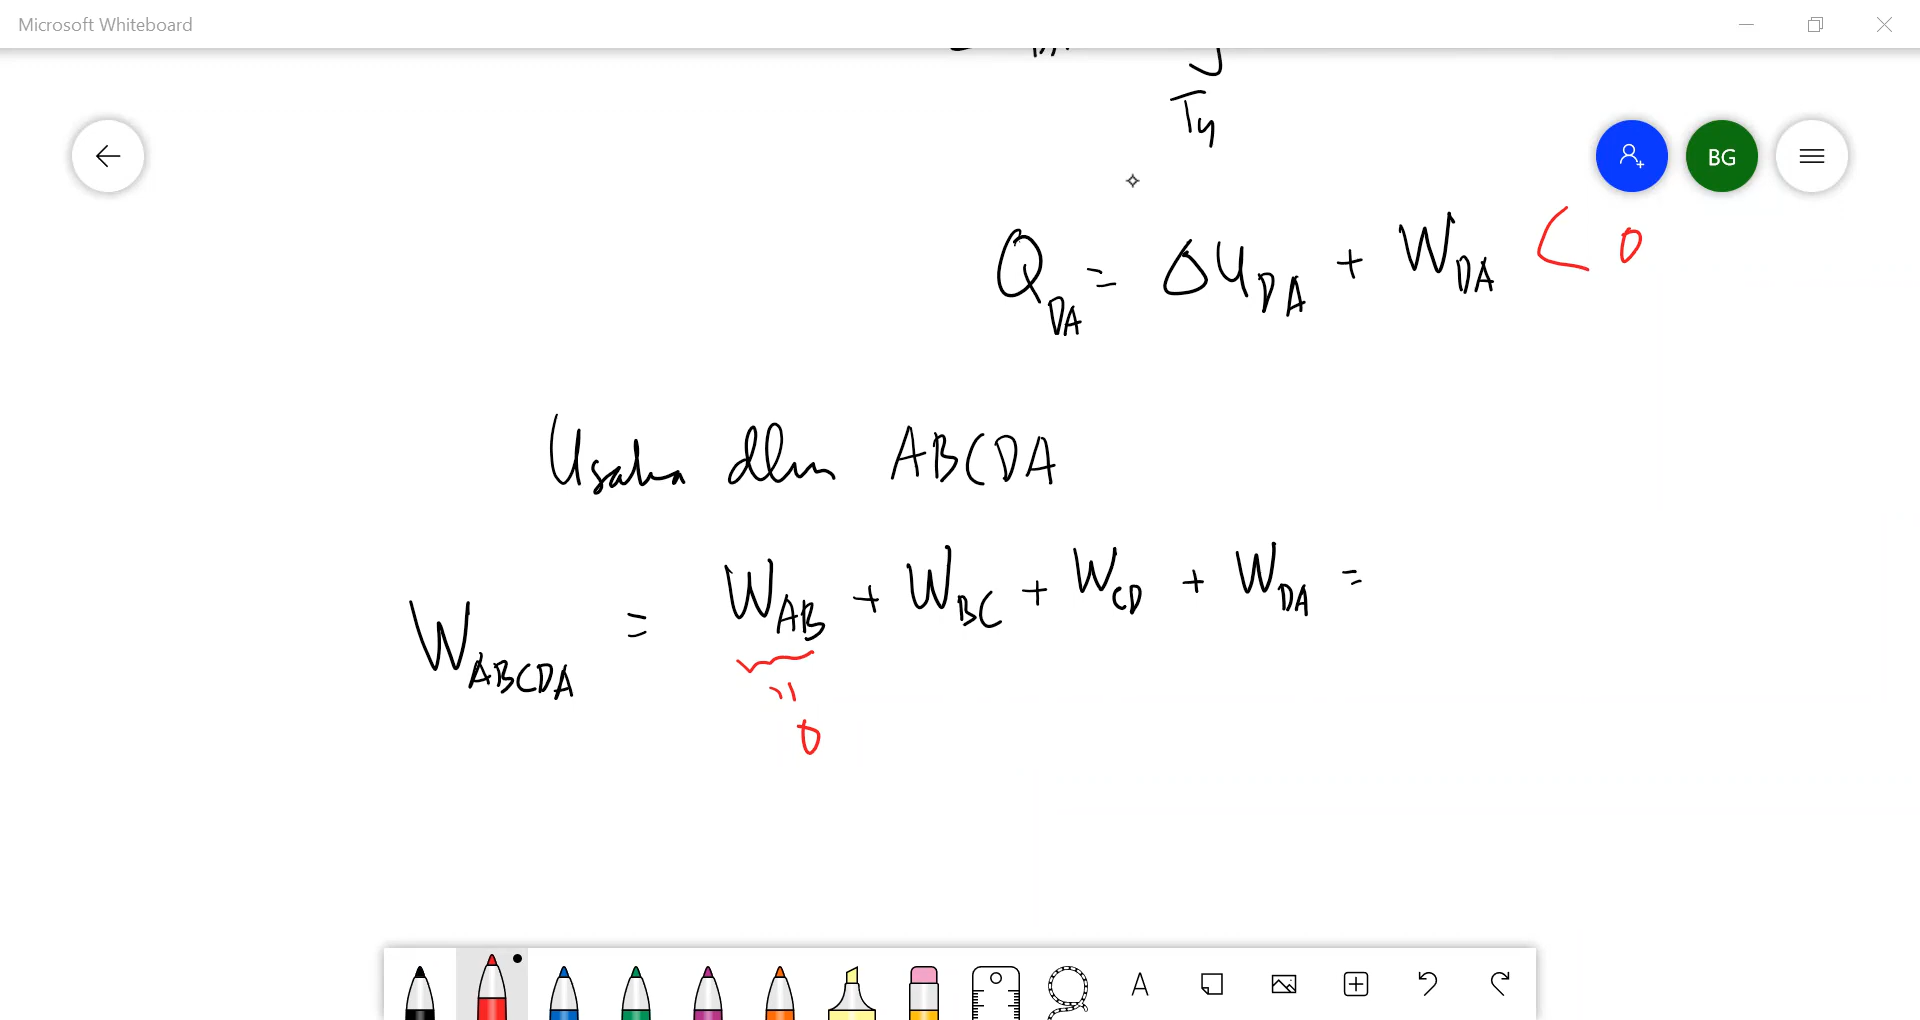 Microsoft Whiteboard
Ty
BG
Q_DA = ΔU_DA + W_DA < 0
Usaha dlm ABCDA
W_ABCDA = W_AB + W_BC + W_CD + W_DA =
=
0
A